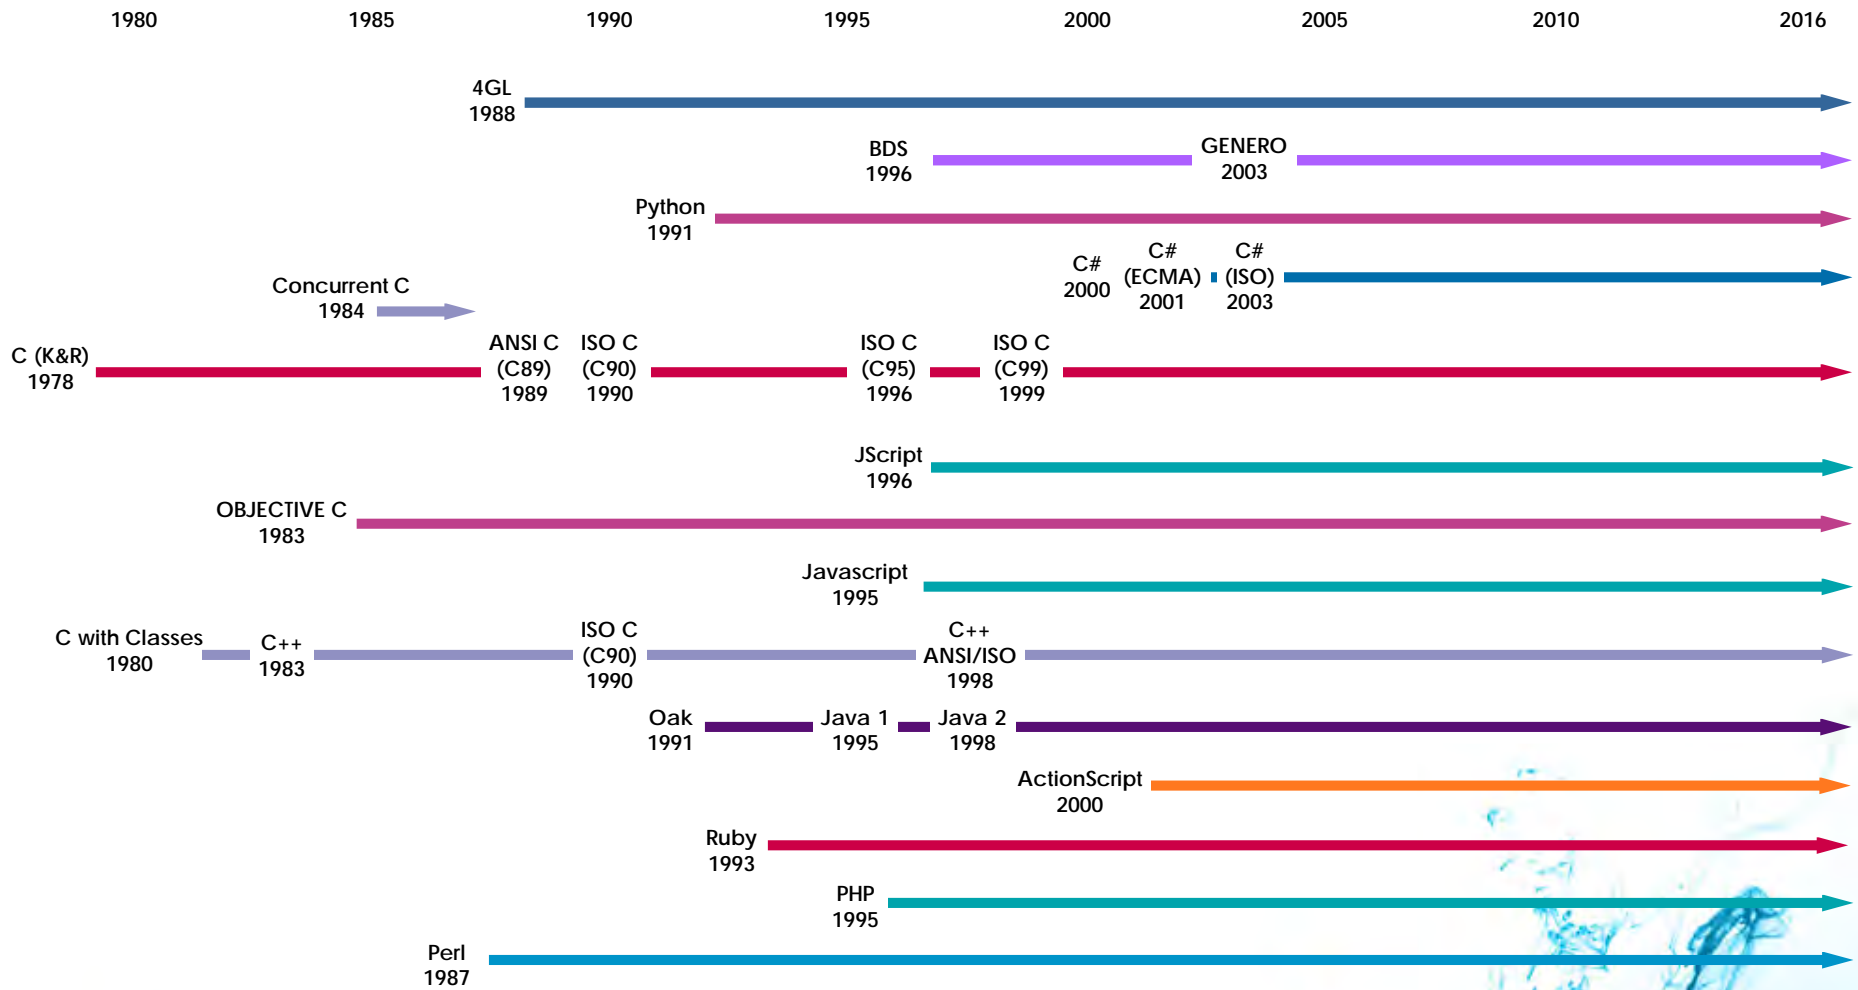 1980 1985 1990 1995 2000 2005 2010 2016
4GL
1988
BDS
1996
GENERO
2003
Python
1991
C#
2000
C#
(ECMA)
2001
C#
(ISO)
2003
Concurrent C
1984
C (K&R)
1978
ANSI C
(C89)
1989
ISO C
(C90)
1990
ISO C
(C95)
1996
ISO C
(C99)
1999
JScript
1996
OBJECTIVE C
1983
Javascript
1995
C with Classes
1980
C++
1983
ISO C
(C90)
1990
C++
ANSI/ISO
1998
Oak
1991
Java 1
1995
Java 2
1998
ActionScript
2000
Ruby
1993
PHP
1995
Perl
1987